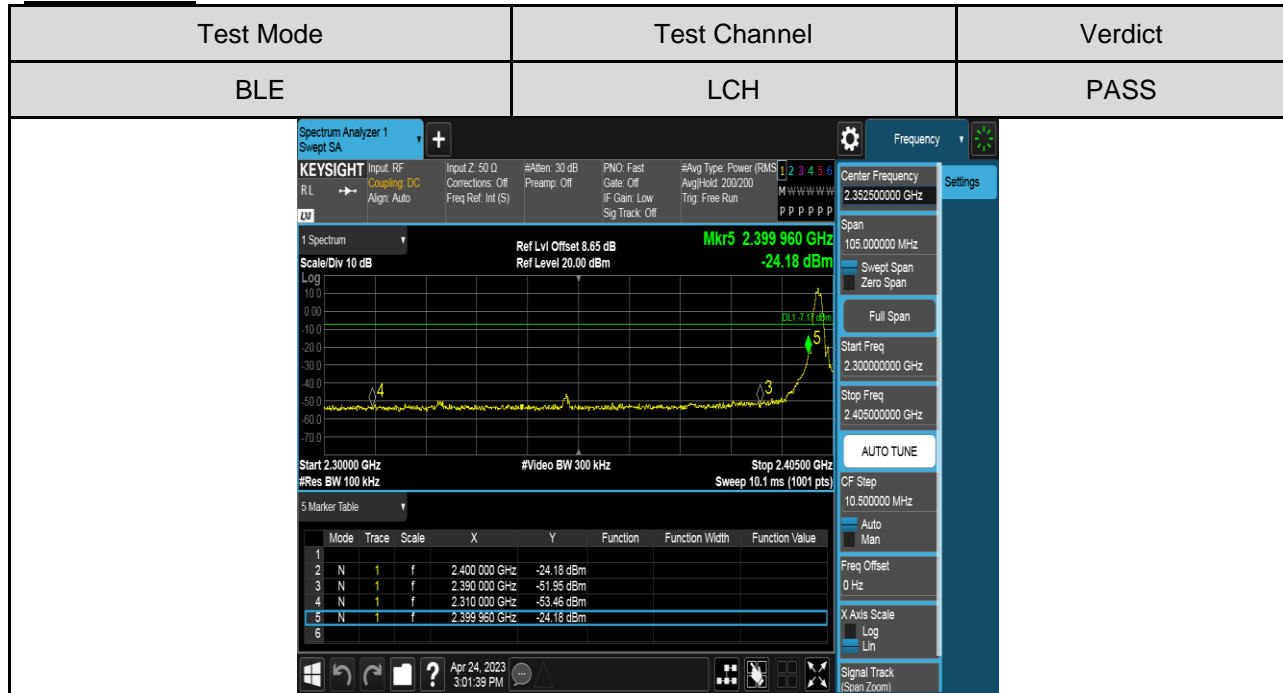 Test Mode Test Channel Verdict
BLE LCH PASS
Spectrum Analyzer 1
Swept SA
+
Frequency
KEYSIGHT Input: RF Input Z: 50 Ω #Atten: 30 dB PNO: Fast #Avg Type: Power (RMS 1 2 3 4 5 6
RL Coupling: DC Corrections: Off Preamp: Off Gate: Off Avg|Hold: 200/200 M W W W W W
Align: Auto Freq Ref: Int (S) IF Gain: Low Trig: Free Run
LXI Sig Track: Off P P P P P P
Center Frequency
2.352500000 GHz
Settings
1 Spectrum
Ref Lvl Offset 8.65 dB
Mkr5 2.399 960 GHz
Scale/Div 10 dB
Ref Level 20.00 dBm
-24.18 dBm
Span
105.000000 MHz
Swept Span
Zero Span
Full Span
Start Freq
2.300000000 GHz
Stop Freq
2.405000000 GHz
AUTO TUNE
CF Step
10.500000 MHz
Auto
Man
Freq Offset
0 Hz
X Axis Scale
Log
Lin
Signal Track
(Span Zoom)
Log
10.0
0.00
DL1 -7.17 dBm
-10.0
5
-20.0
-30.0
-40.0
4 3
-50.0
-60.0
-70.0
Start 2.30000 GHz #Video BW 300 kHz Stop 2.40500 GHz
#Res BW 100 kHz Sweep 10.1 ms (1001 pts)
5 Marker Table
Mode Trace Scale X Y Function Function Width Function Value
1
2 N 1 f 2.400 000 GHz -24.18 dBm
3 N 1 f 2.390 000 GHz -51.95 dBm
4 N 1 f 2.310 000 GHz -53.46 dBm
5 N 1 f 2.399 960 GHz -24.18 dBm
6
? Apr 24, 2023
3:01:39 PM